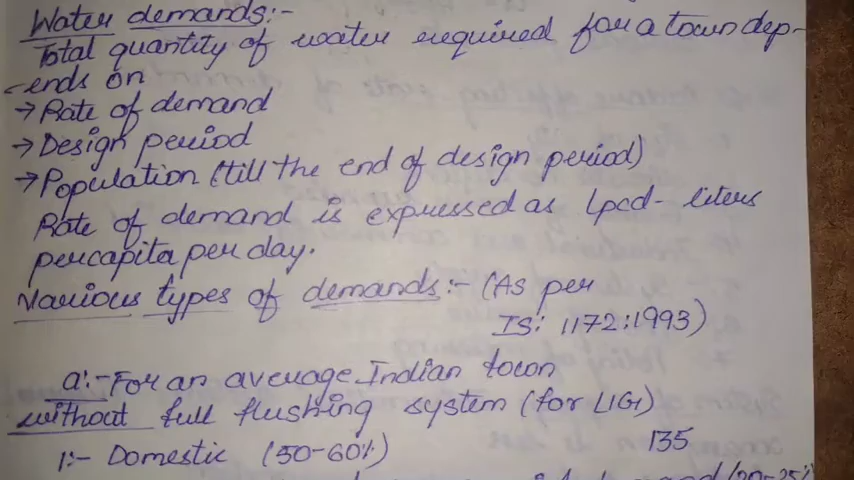 Water demands:-
Total quantity of water required for a town dep-
ends on
→ Rate of demand
→ Design period
→ Population (till the end of design period)
Rate of demand is expressed as lpcd - liters
percapita per day.
Various types of demands:- (As per
IS: 1172:1993)
a:- For an average Indian town
without full flushing system (for LIG)
1:- Domestic (50-60%) 135
(20-25%